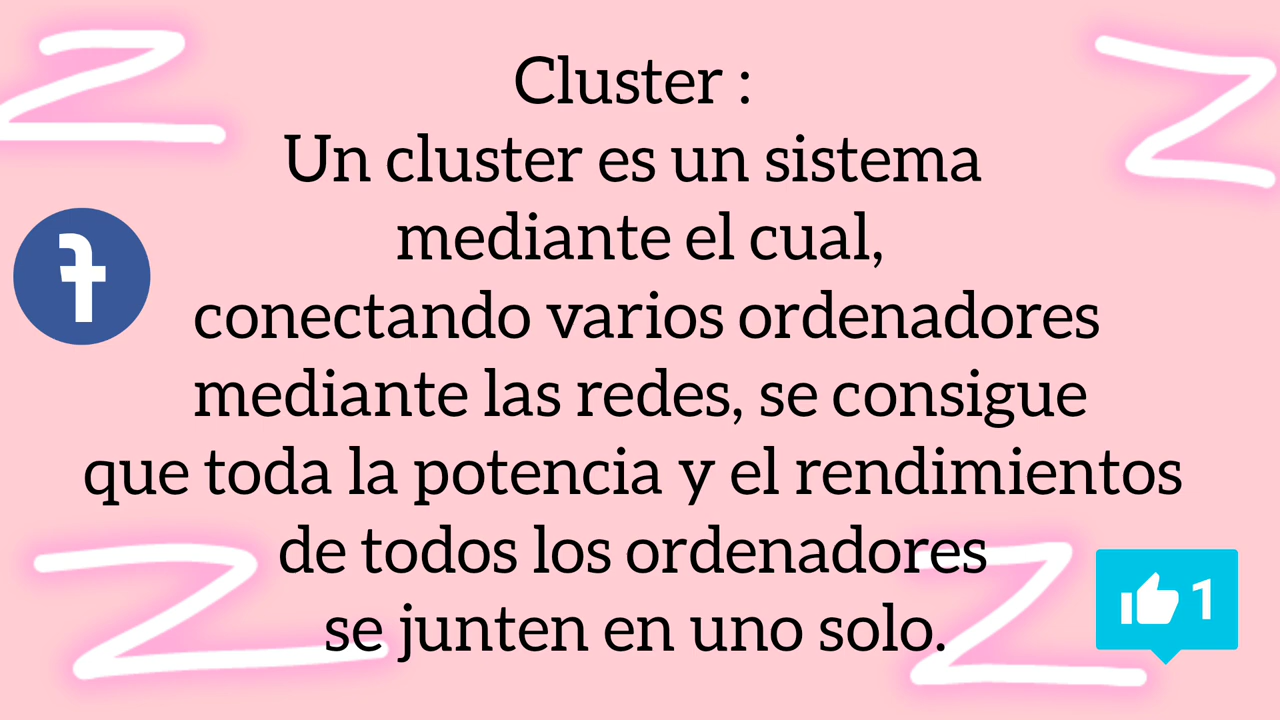 Cluster :
Un cluster es un sistema
mediante el cual,
conectando varios ordenadores
mediante las redes, se consigue
que toda la potencia y el rendimientos
de todos los ordenadores
se junten en uno solo.
1